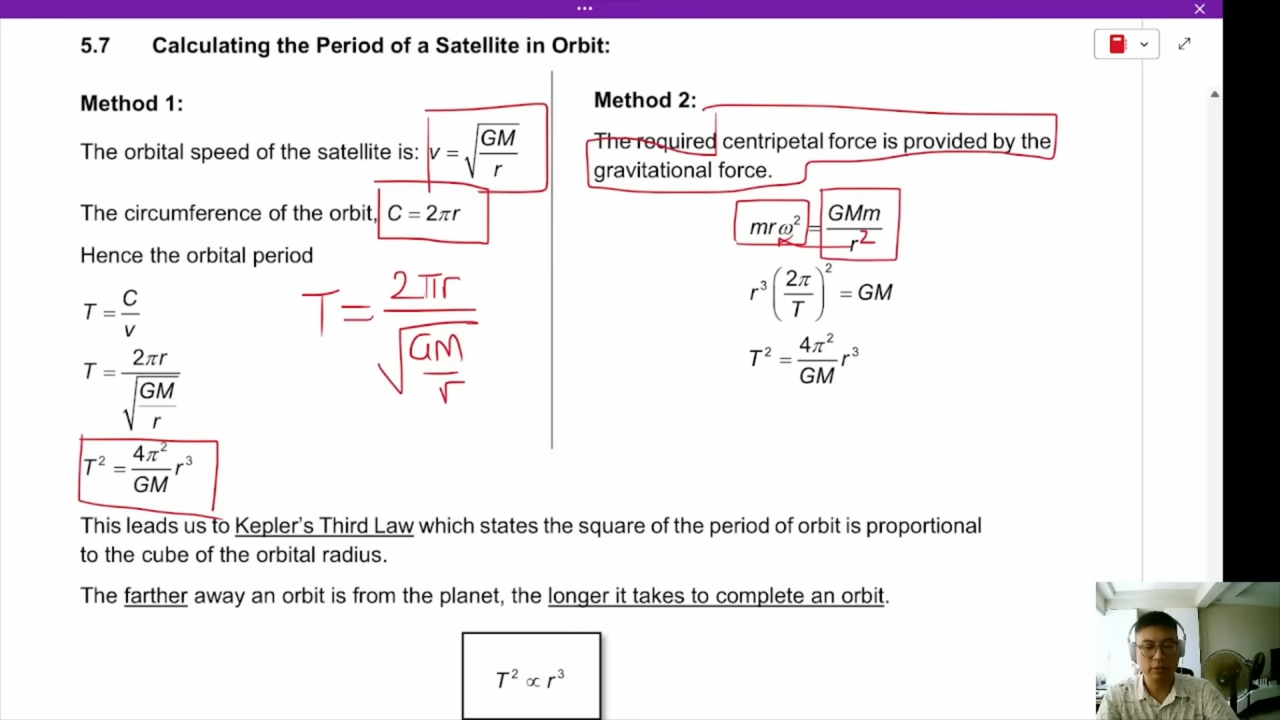 5.7 Calculating the Period of a Satellite in Orbit:
Method 1:
The orbital speed of the satellite is: v = √(GM/r)
The circumference of the orbit, C = 2πr
Hence the orbital period
T = C/v
T = 2πr/√(GM/r)
T² = 4π²/GM r³
T = 2πr/√(GM/r)
Method 2:
The required centripetal force is provided by the
gravitational force.
mrω² = GMm/r²
r³(2π/T)² = GM
T² = 4π²/GM r³
This leads us to Kepler's Third Law which states the square of the period of orbit is proportional
to the cube of the orbital radius.
The farther away an orbit is from the planet, the longer it takes to complete an orbit.
T² ∝ r³